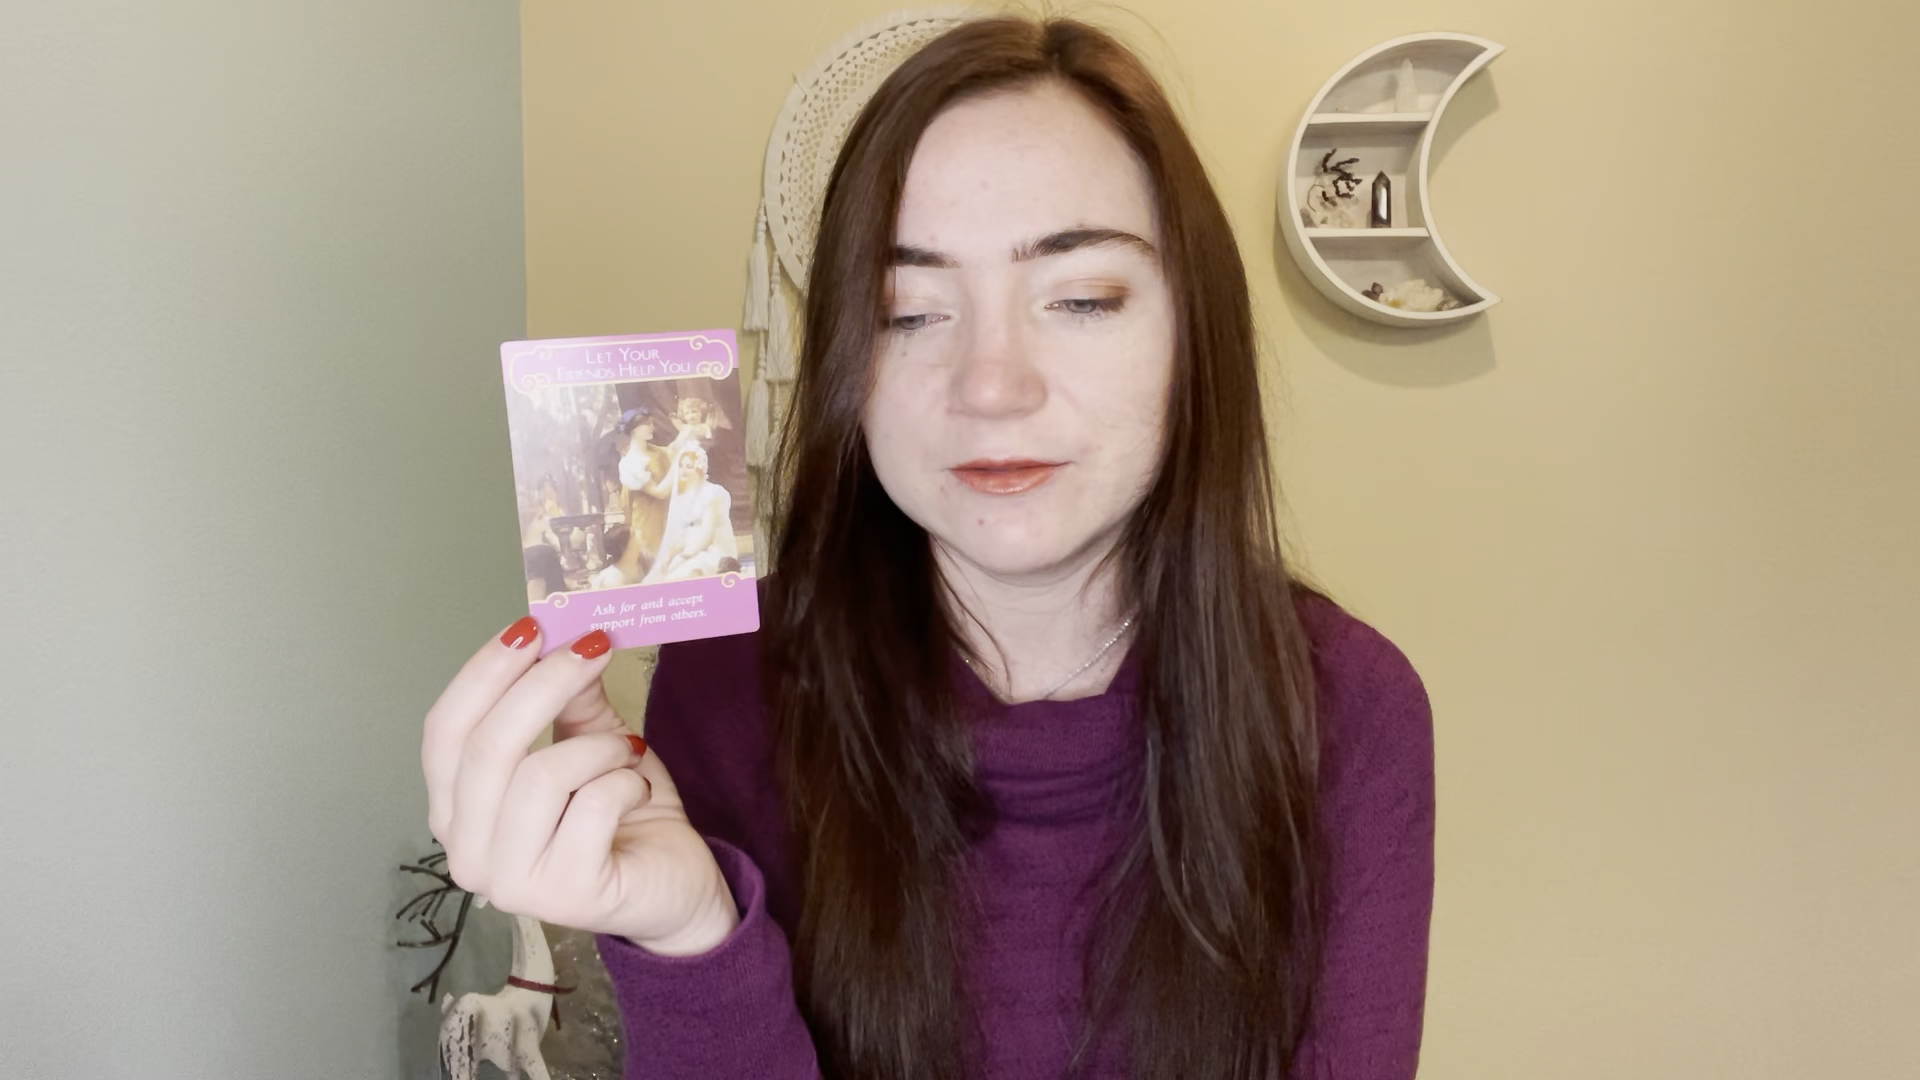 LET YOUR
FRIENDS HELP YOU
Ask for and accept
support from others.